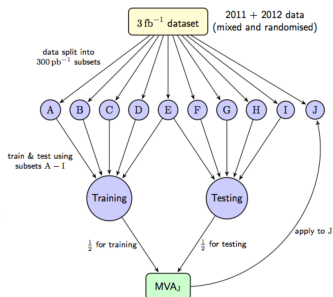 3 fb⁻¹ dataset
2011 + 2012 data
(mixed and randomised)
data split into
300 pb⁻¹ subsets
A B C D E F G H I J
train & test using
subsets A − I
Training
Testing
½ for training
½ for testing
apply to J
MVA_J